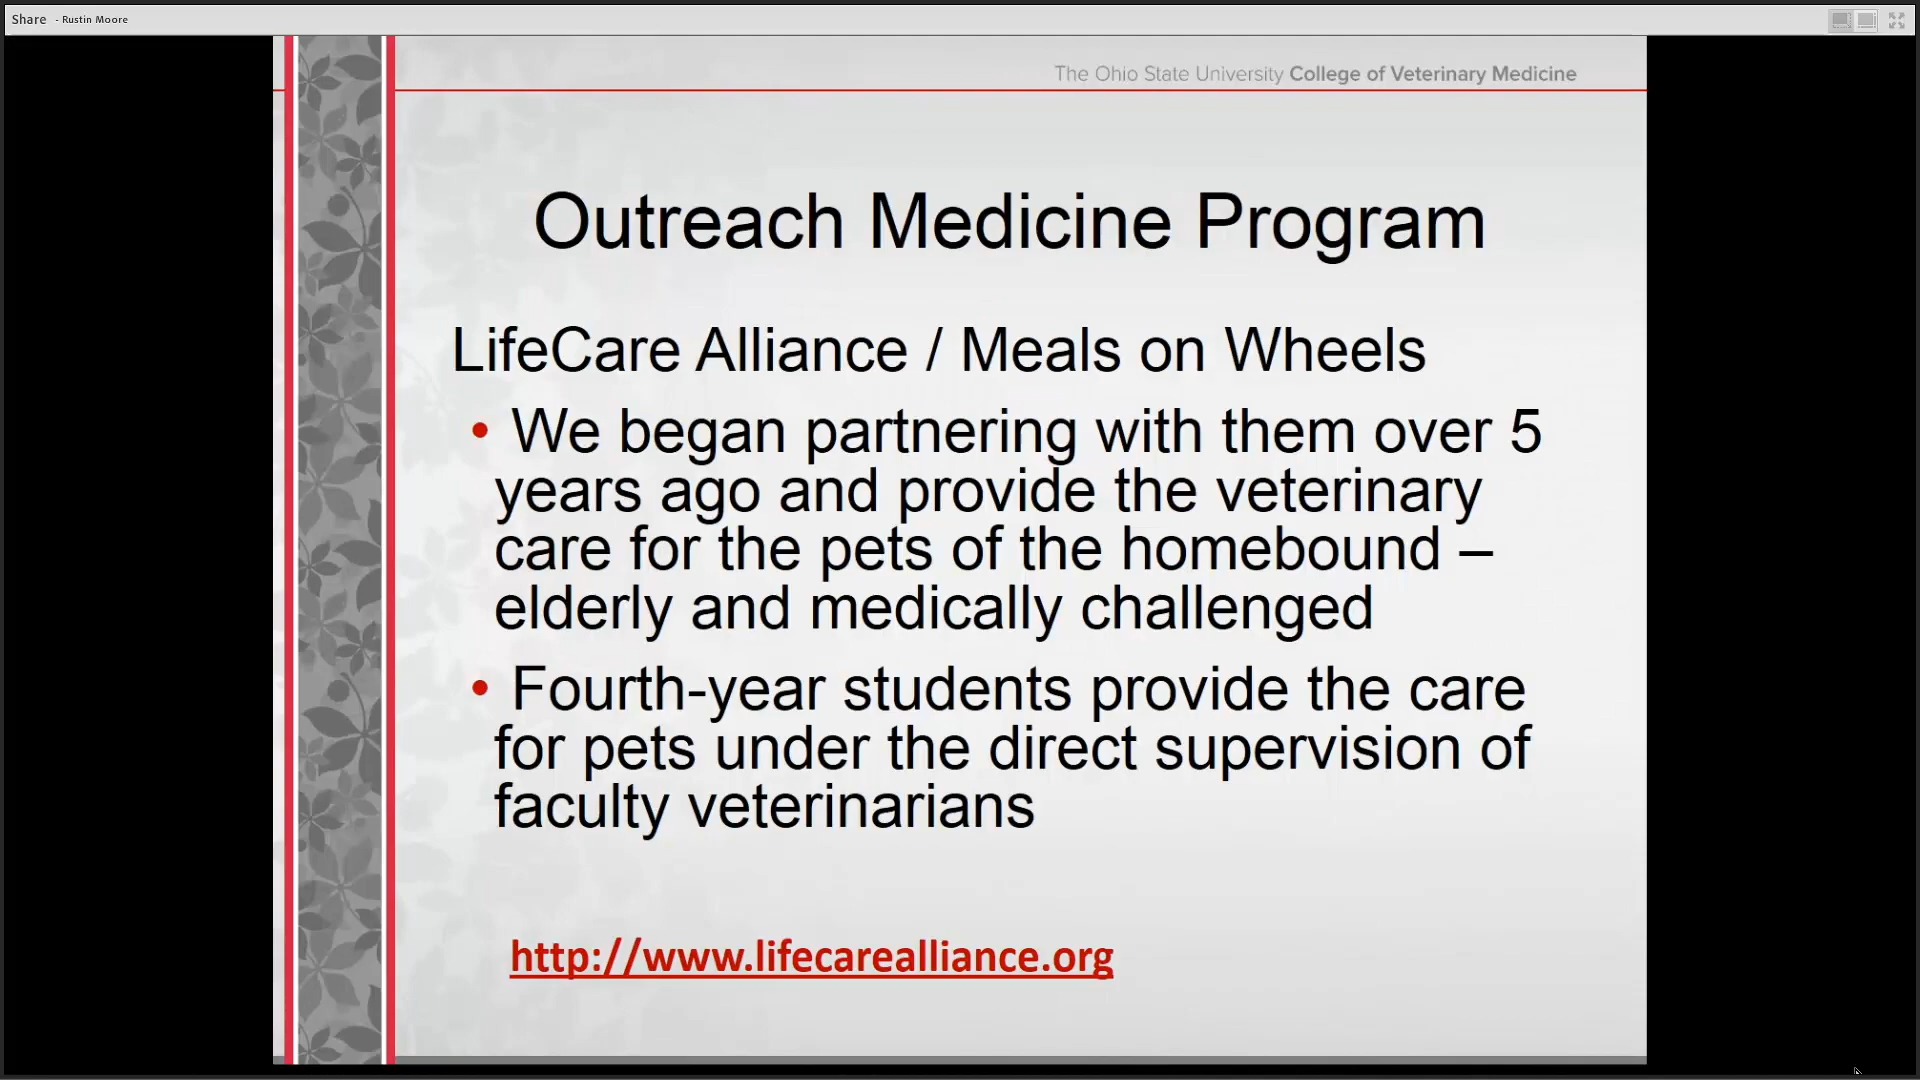 Share - Rustin Moore
The Ohio State University College of Veterinary Medicine
Outreach Medicine Program
LifeCare Alliance / Meals on Wheels
• We began partnering with them over 5
years ago and provide the veterinary
care for the pets of the homebound –
elderly and medically challenged
• Fourth-year students provide the care
for pets under the direct supervision of
faculty veterinarians
http://www.lifecarealliance.org